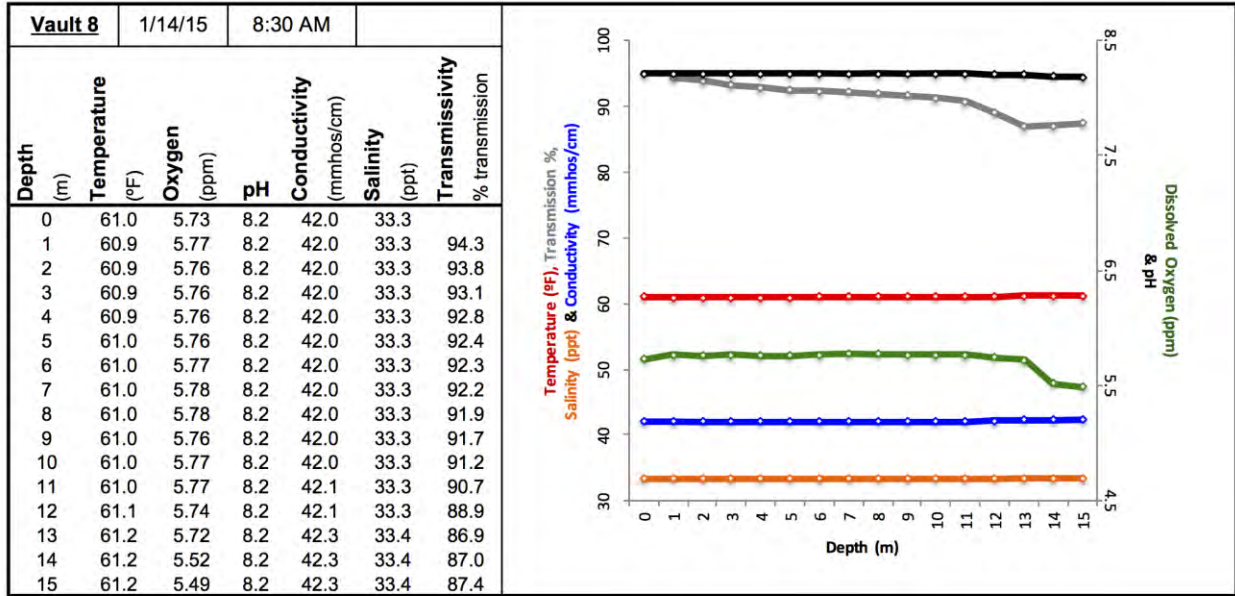 Vault 8 1/14/15 8:30 AM
Depth (m) Temperature (ºF) Oxygen (ppm) pH Conductivity (mmhos/cm) Salinity (ppt) Transmissivity % transmission
0 61.0 5.73 8.2 42.0 33.3
1 60.9 5.77 8.2 42.0 33.3 94.3
2 60.9 5.76 8.2 42.0 33.3 93.8
3 60.9 5.76 8.2 42.0 33.3 93.1
4 60.9 5.76 8.2 42.0 33.3 92.8
5 61.0 5.76 8.2 42.0 33.3 92.4
6 61.0 5.77 8.2 42.0 33.3 92.3
7 61.0 5.78 8.2 42.0 33.3 92.2
8 61.0 5.78 8.2 42.0 33.3 91.9
9 61.0 5.76 8.2 42.0 33.3 91.7
10 61.0 5.77 8.2 42.0 33.3 91.2
11 61.0 5.77 8.2 42.1 33.3 90.7
12 61.1 5.74 8.2 42.1 33.3 88.9
13 61.2 5.72 8.2 42.3 33.4 86.9
14 61.2 5.52 8.2 42.3 33.4 87.0
15 61.2 5.49 8.2 42.3 33.4 87.4
Temperature (ºF), Transmission %,
Salinity (ppt) & Conductivity (mmhos/cm)
100
90
80
70
60
50
40
30
0 1 2 3 4 5 6 7 8 9 10 11 12 13 14 15
Depth (m)
8.5
7.5
6.5
5.5
4.5
Dissolved Oxygen (ppm)
& pH